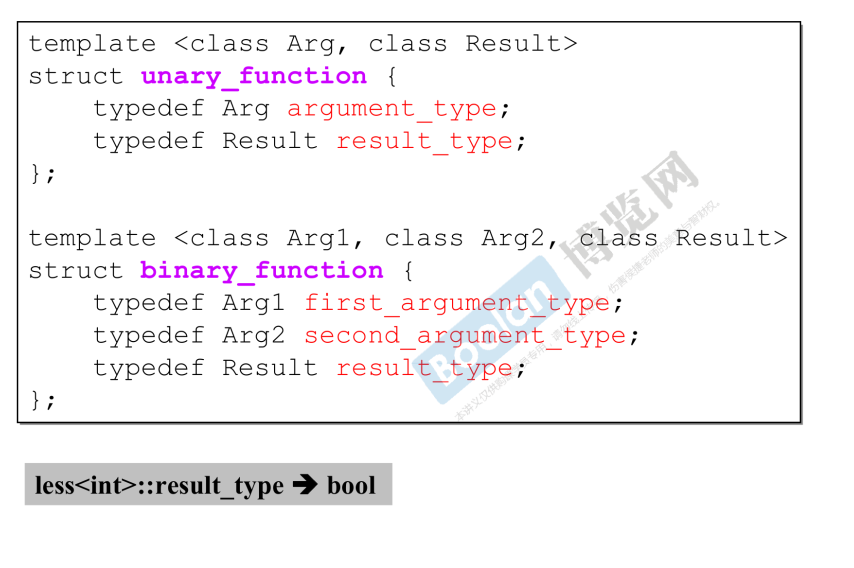 template <class Arg, class Result>
struct unary_function {
    typedef Arg argument_type;
    typedef Result result_type;
};
template <class Arg1, class Arg2, class Result>
struct binary_function {
    typedef Arg1 first_argument_type;
    typedef Arg2 second_argument_type;
    typedef Result result_type;
};
Boolan 博览网
less<int>::result_type ➔ bool